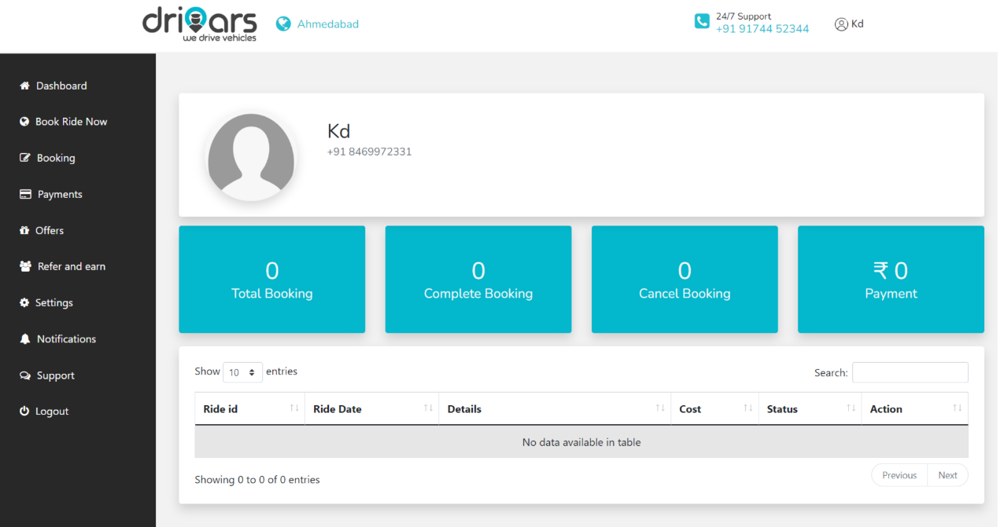 drivars
we drive vehicles
Ahmedabad
24/7 Support
+91 91744 52344
Kd
Dashboard
Book Ride Now
Booking
Payments
Offers
Refer and earn
Settings
Notifications
Support
Logout
Kd
+91 8469972331
0
Total Booking
0
Complete Booking
0
Cancel Booking
₹ 0
Payment
Show 10 entries
Search:
Ride id Ride Date Details Cost Status Action
No data available in table
Showing 0 to 0 of 0 entries
Previous Next